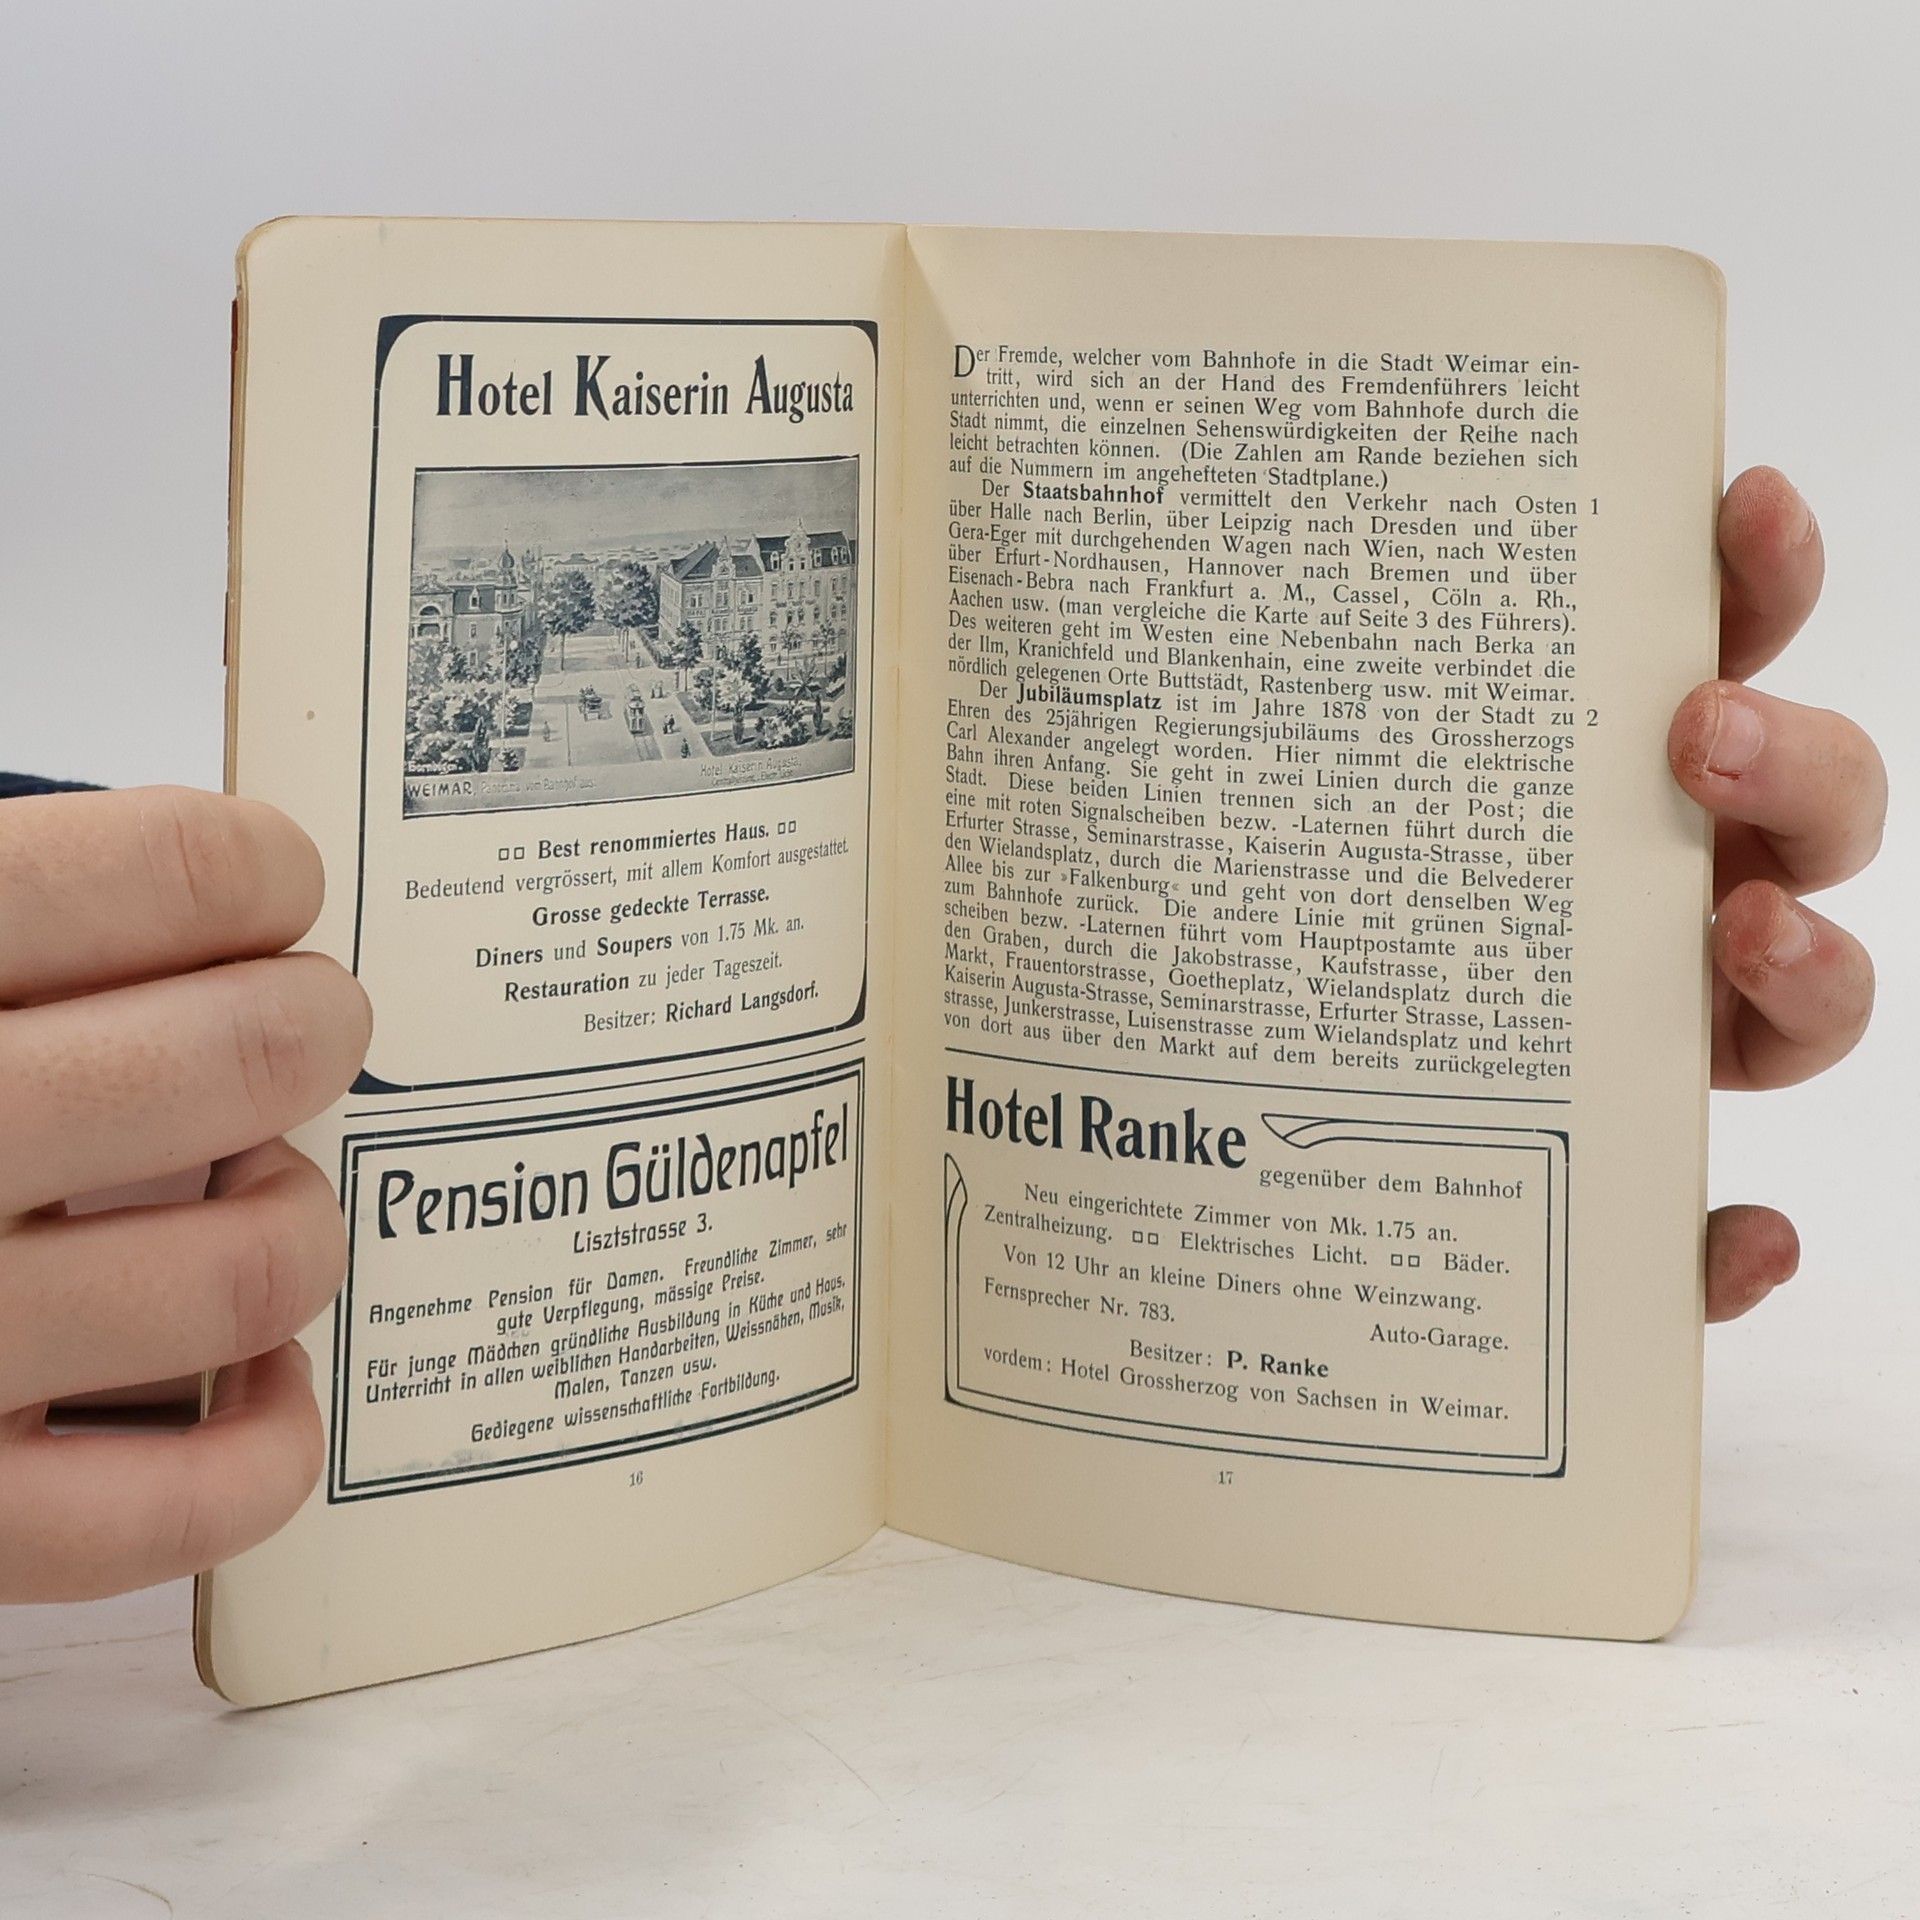 Hotel Kaiserin Augusta
Bornhügen.
WEIMAR, Panorama vom Bahnhof aus.
Hotel Kaiserin Augusta.
□□ Best renommiertes Haus. □□
Bedeutend vergrössert, mit allem Komfort ausgestattet.
Grosse gedeckte Terrasse.
Diners und Soupers von 1.75 Mk. an.
Restauration zu jeder Tageszeit.
Besitzer: Richard Langsdorf.
Pension Güldenapfel
Lisztstrasse 3.
Angenehme Pension für Damen. Freundliche Zimmer, sehr
gute Verpflegung, mässige Preise.
Für junge Mädchen gründliche Ausbildung in Küche und Haus,
Unterricht in allen weiblichen Handarbeiten, Weissnähen, Musik,
Malen, Tanzen usw.
Gediegene wissenschaftliche Fortbildung.
16
Der Fremde, welcher vom Bahnhofe in die Stadt Weimar ein-
tritt, wird sich an der Hand des Fremdenführers leicht
unterrichten und, wenn er seinen Weg vom Bahnhofe durch die
Stadt nimmt, die einzelnen Sehenswürdigkeiten der Reihe nach
leicht betrachten können. (Die Zahlen am Rande beziehen sich
auf die Nummern im angehefteten Stadtplane.)
Der Staatsbahnhof vermittelt den Verkehr nach Osten 1
über Halle nach Berlin, über Leipzig nach Dresden und über
Gera-Eger mit durchgehenden Wagen nach Wien, nach Westen
über Erfurt-Nordhausen, Hannover nach Bremen und über
Eisenach-Bebra nach Frankfurt a. M., Cassel, Cöln a. Rh.,
Aachen usw. (man vergleiche die Karte auf Seite 3 des Führers).
Des weiteren geht im Westen eine Nebenbahn nach Berka an
der Ilm, Kranichfeld und Blankenhain, eine zweite verbindet die
nördlich gelegenen Orte Buttstädt, Rastenberg usw. mit Weimar.
Der Jubiläumsplatz ist im Jahre 1878 von der Stadt zu 2
Ehren des 25jährigen Regierungsjubiläums des Grossherzogs
Carl Alexander angelegt worden. Hier nimmt die elektrische
Bahn ihren Anfang. Sie geht in zwei Linien durch die ganze
Stadt. Diese beiden Linien trennen sich an der Post; die
eine mit roten Signalscheiben bezw. -Laternen führt durch die
Erfurter Strasse, Seminarstrasse, Kaiserin Augusta-Strasse, über
den Wielandsplatz, durch die Marienstrasse und die Belvederer
Allee bis zur »Falkenburg« und geht von dort denselben Weg
zum Bahnhofe zurück. Die andere Linie mit grünen Signal-
scheiben bezw. -Laternen führt vom Hauptpostamte aus über
den Graben, durch die Jakobstrasse, Kaufstrasse, über den
Markt, Frauentorstrasse, Goetheplatz, Wielandsplatz durch die
Kaiserin Augusta-Strasse, Seminarstrasse, Erfurter Strasse, Lassen-
strasse, Junkerstrasse, Luisenstrasse zum Wielandsplatz und kehrt
von dort aus über den Markt auf dem bereits zurückgelegten
Hotel Ranke
gegenüber dem Bahnhof
Neu eingerichtete Zimmer von Mk. 1.75 an.
Zentralheizung. □□ Elektrisches Licht. □□ Bäder.
Von 12 Uhr an kleine Diners ohne Weinzwang.
Fernsprecher Nr. 783.
Auto-Garage.
Besitzer: P. Ranke
vordem: Hotel Grossherzog von Sachsen in Weimar.
17